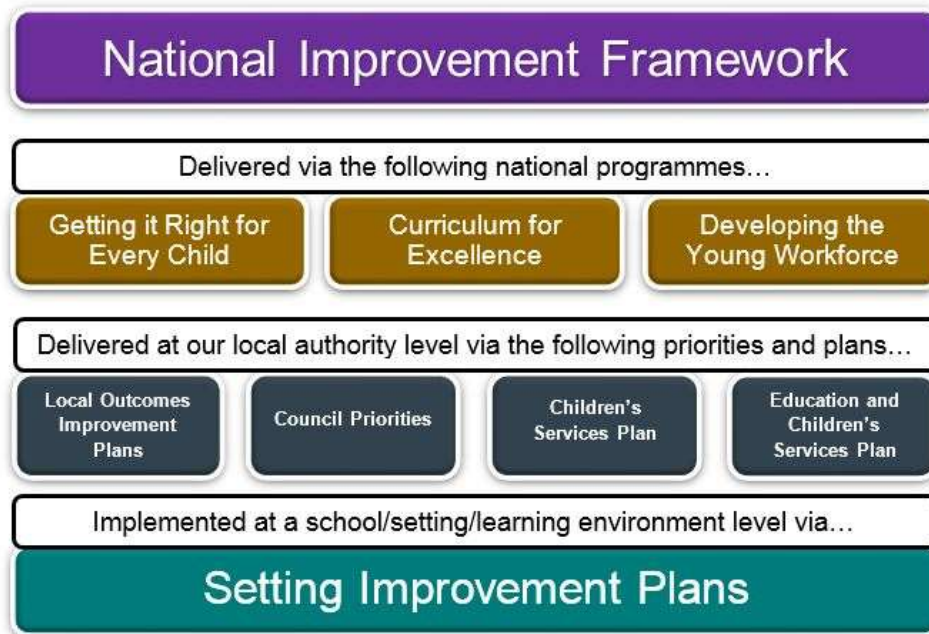 National Improvement Framework
Delivered via the following national programmes…
Getting it Right for
Every Child
Curriculum for
Excellence
Developing the
Young Workforce
Delivered at our local authority level via the following priorities and plans…
Local Outcomes
Improvement
Plans
Council Priorities
Children’s
Services Plan
Education and
Children’s
Services Plan
Implemented at a school/setting/learning environment level via…
Setting Improvement Plans